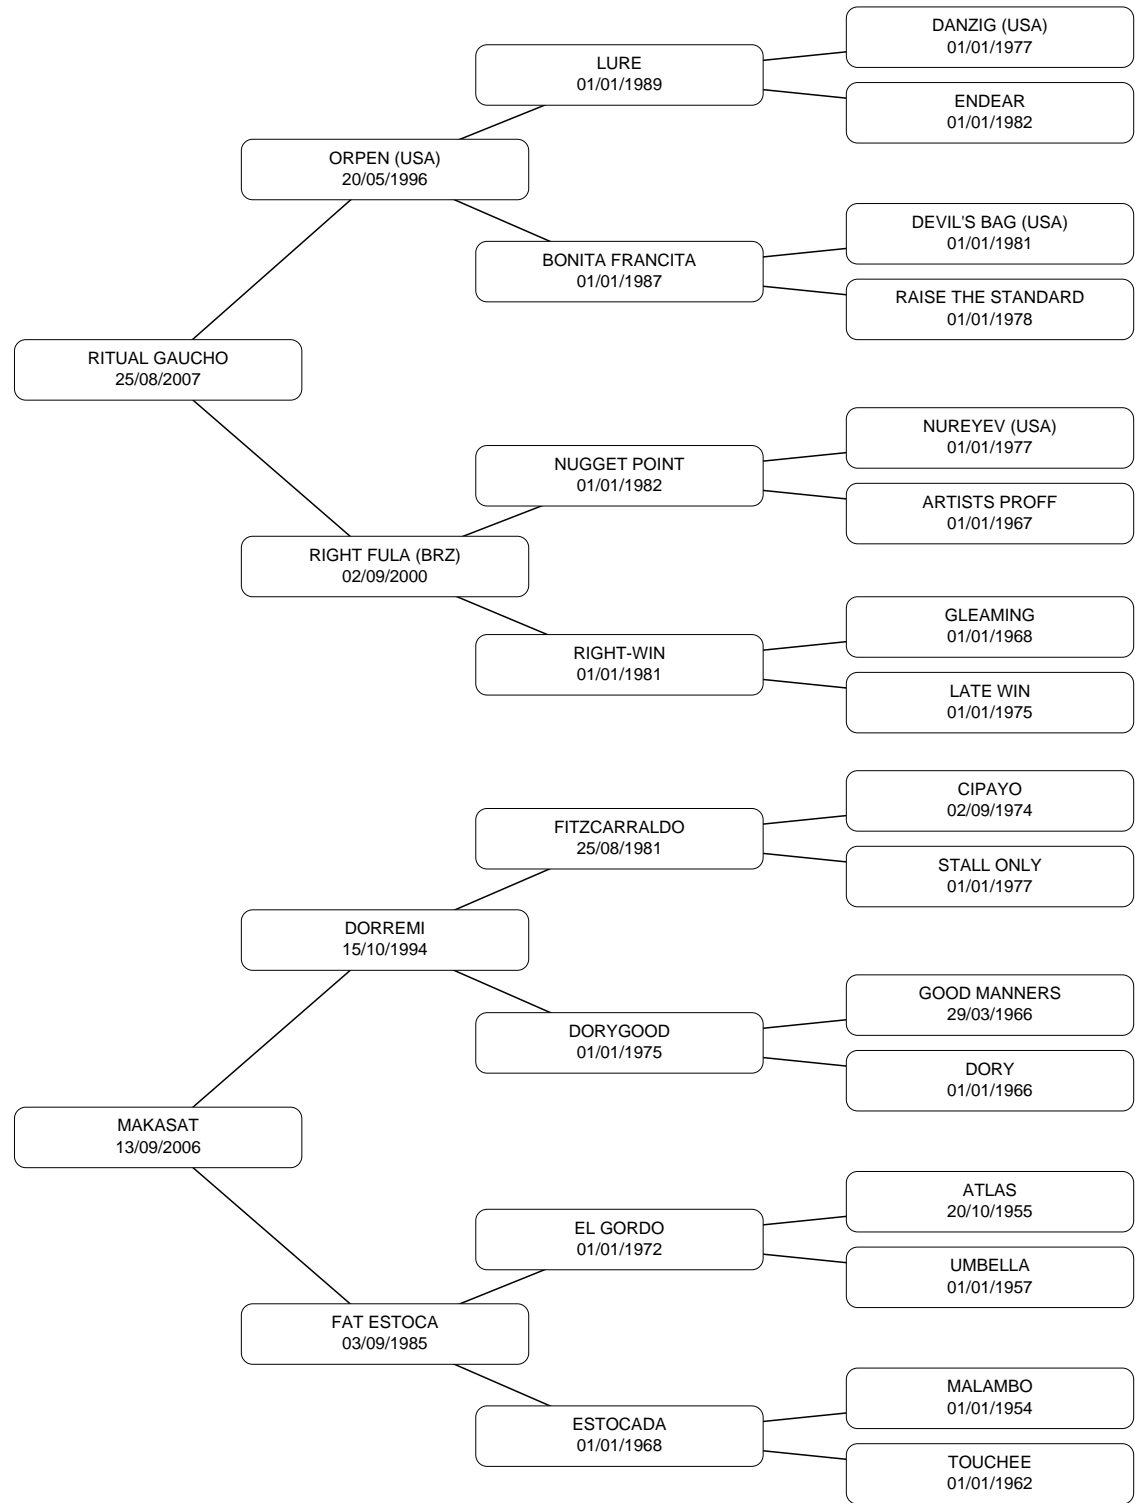 DANZIG (USA)
01/01/1977
LURE
01/01/1989
ENDEAR
01/01/1982
ORPEN (USA)
20/05/1996
DEVIL'S BAG (USA)
01/01/1981
BONITA FRANCITA
01/01/1987
RAISE THE STANDARD
01/01/1978
RITUAL GAUCHO
25/08/2007
NUREYEV (USA)
01/01/1977
NUGGET POINT
01/01/1982
ARTISTS PROFF
01/01/1967
RIGHT FULA (BRZ)
02/09/2000
GLEAMING
01/01/1968
RIGHT-WIN
01/01/1981
LATE WIN
01/01/1975
CIPAYO
02/09/1974
FITZCARRALDO
25/08/1981
STALL ONLY
01/01/1977
DORREMI
15/10/1994
GOOD MANNERS
29/03/1966
DORYGOOD
01/01/1975
DORY
01/01/1966
MAKASAT
13/09/2006
ATLAS
20/10/1955
EL GORDO
01/01/1972
UMBELLA
01/01/1957
FAT ESTOCA
03/09/1985
MALAMBO
01/01/1954
ESTOCADA
01/01/1968
TOUCHEE
01/01/1962